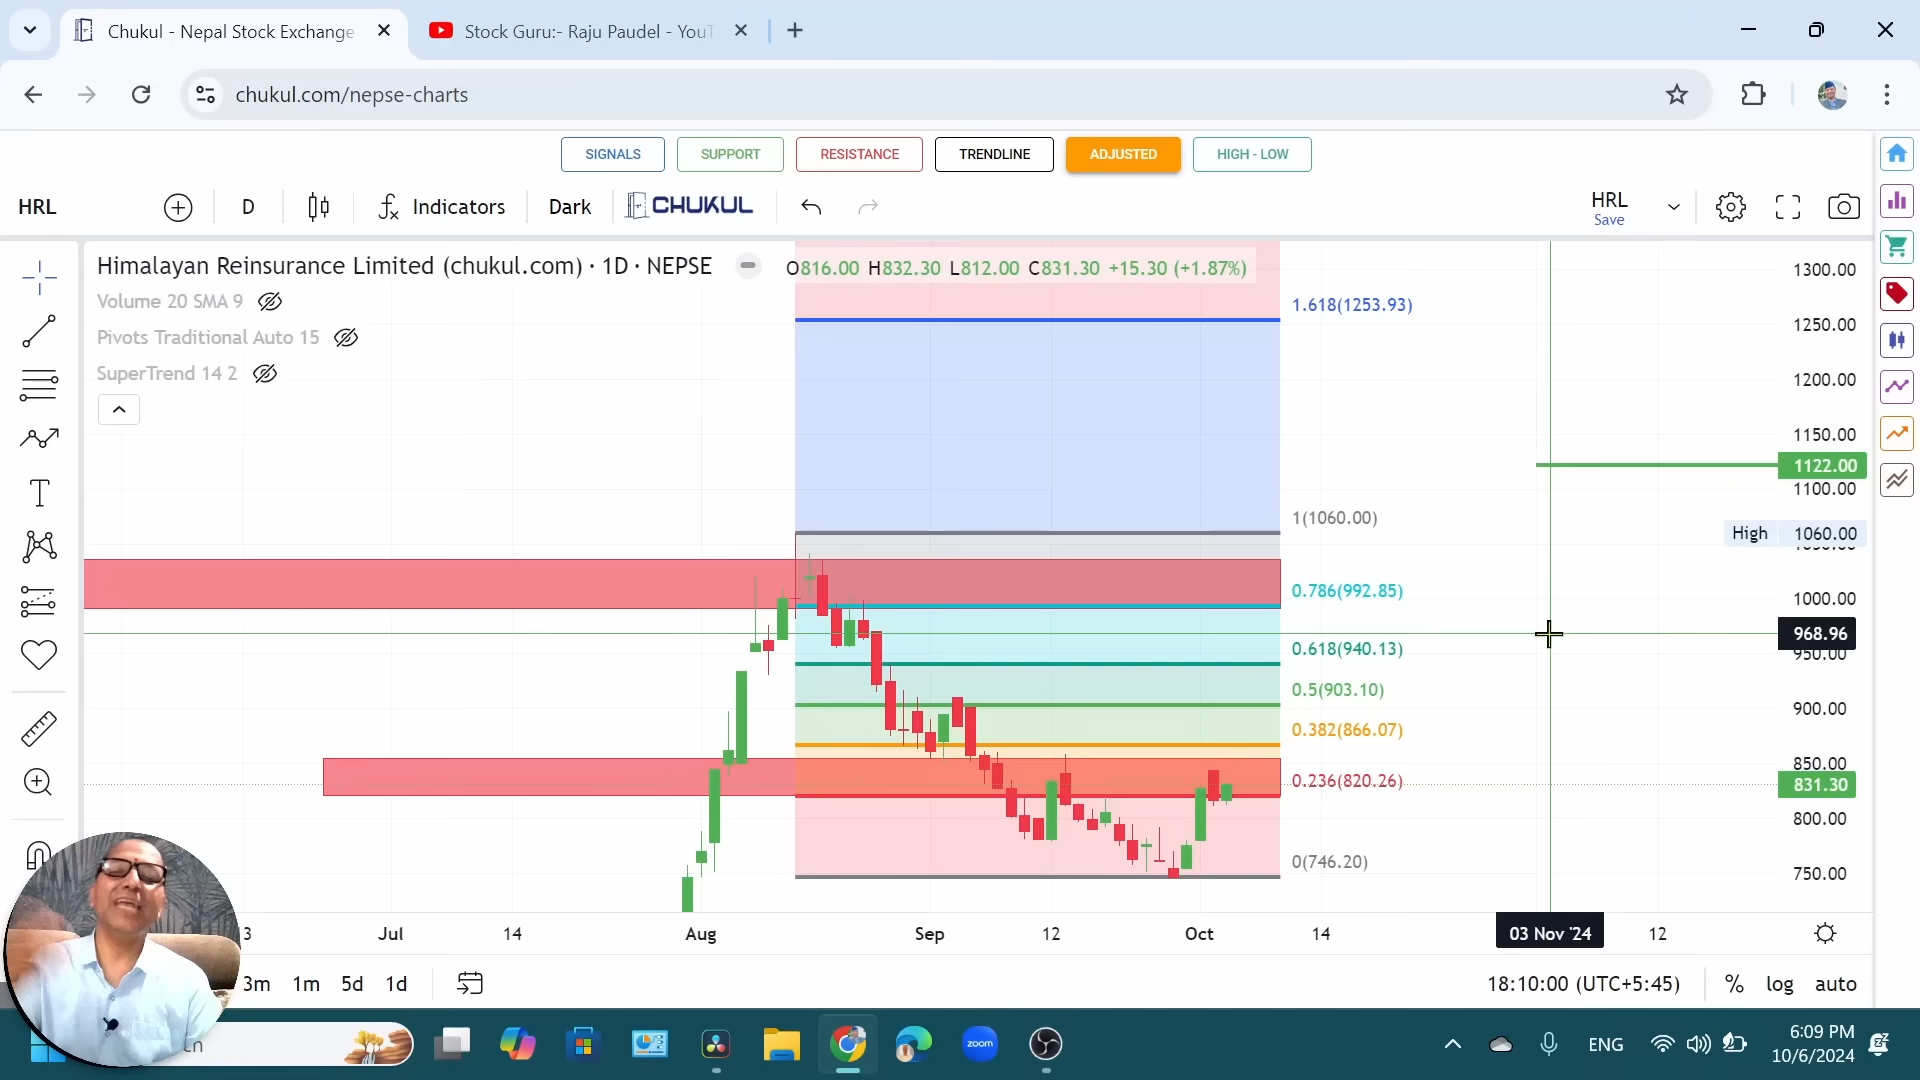 Chukul - Nepal Stock Exchange
Stock Guru:- Raju Paudel - YouT
chukul.com/nepse-charts
SIGNALS
SUPPORT
RESISTANCE
TRENDLINE
ADJUSTED
HIGH - LOW
HRL
D
Indicators
Dark
CHUKUL
HRL
Save
Himalayan Reinsurance Limited (chukul.com) · 1D · NEPSE
O816.00 H832.30 L812.00 C831.30 +15.30 (+1.87%)
Volume 20 SMA 9
Pivots Traditional Auto 15
SuperTrend 14 2
1.618(1253.93)
1(1060.00)
0.786(992.85)
0.618(940.13)
0.5(903.10)
0.382(866.07)
0.236(820.26)
0(746.20)
1300.00
1250.00
1200.00
1150.00
1122.00
1100.00
High 1060.00
1000.00
968.96
950.00
900.00
850.00
831.30
800.00
750.00
3
Jul
14
Aug
Sep
12
Oct
14
03 Nov '24
12
3m
1m
5d
1d
18:10:00 (UTC+5:45)
%
log
auto
zoom
ENG
6:09 PM
10/6/2024